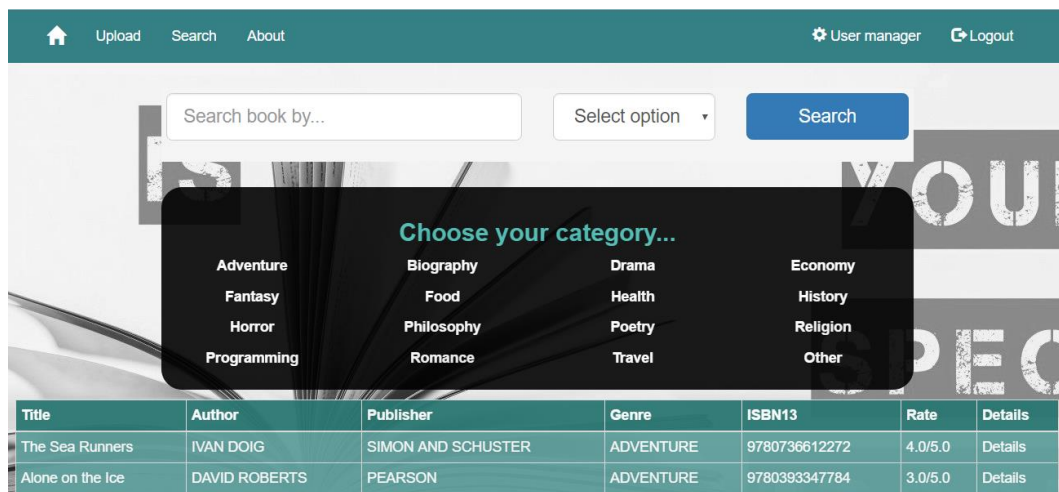 Upload Search About User manager Logout
Search book by... Select option Search
IS
YOU
Choose your category...
Adventure Biography Drama Economy
Fantasy Food Health History
Horror Philosophy Poetry Religion
Programming Romance Travel Other
SPEC
Title Author Publisher Genre ISBN13 Rate Details
The Sea Runners IVAN DOIG SIMON AND SCHUSTER ADVENTURE 9780736612272 4.0/5.0 Details
Alone on the Ice DAVID ROBERTS PEARSON ADVENTURE 9780393347784 3.0/5.0 Details